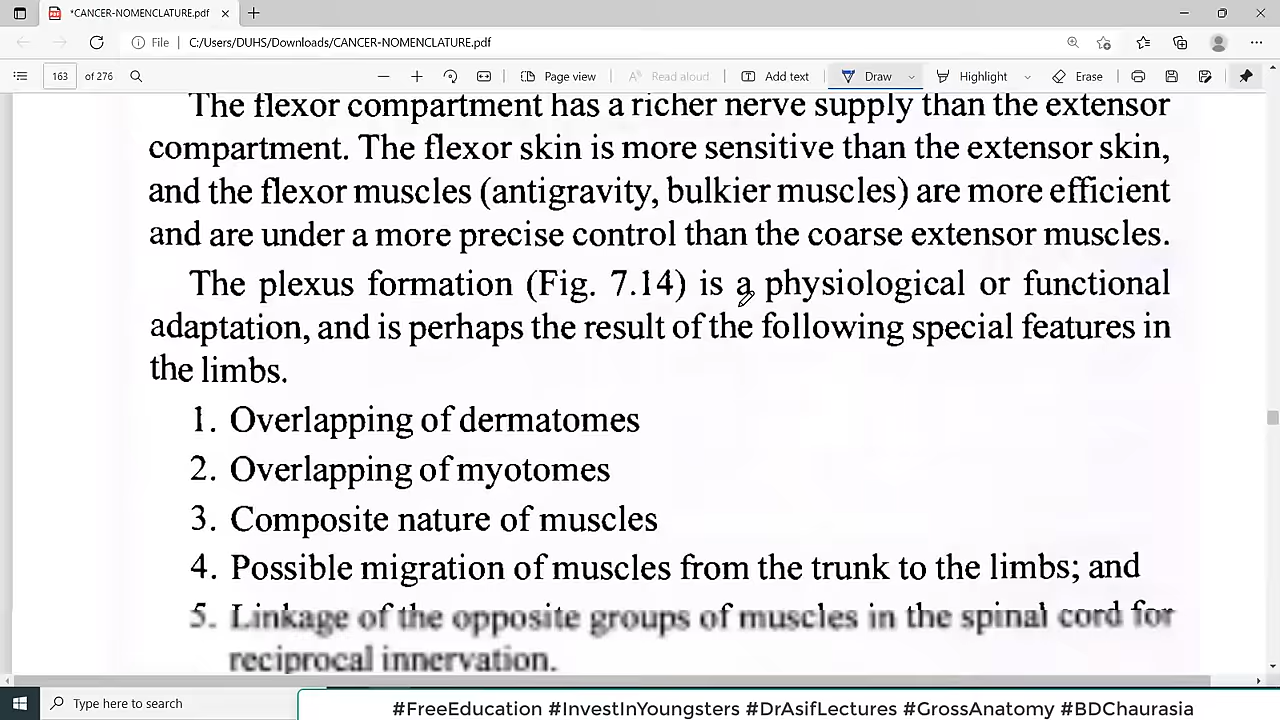 *CANCER-NOMENCLATURE.pdf
File C:/Users/DUHS/Downloads/CANCER-NOMENCLATURE.pdf
163 of 276 Page view Read aloud Add text Draw Highlight Erase
The flexor compartment has a richer nerve supply than the extensor
compartment. The flexor skin is more sensitive than the extensor skin,
and the flexor muscles (antigravity, bulkier muscles) are more efficient
and are under a more precise control than the coarse extensor muscles.
The plexus formation (Fig. 7.14) is a physiological or functional
adaptation, and is perhaps the result of the following special features in
the limbs.
1. Overlapping of dermatomes
2. Overlapping of myotomes
3. Composite nature of muscles
4. Possible migration of muscles from the trunk to the limbs; and
5. Linkage of the opposite groups of muscles in the spinal cord for
reciprocal innervation.
Type here to search
#FreeEducation #InvestInYoungsters #DrAsifLectures #GrossAnatomy #BDChaurasia